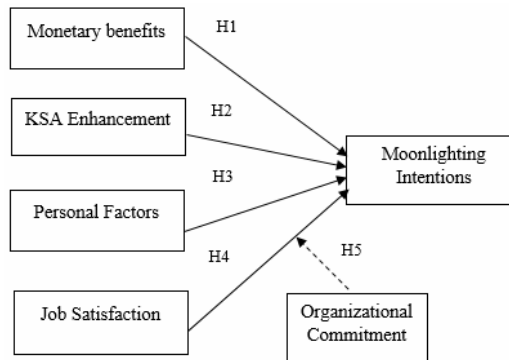 Monetary benefits
H1
KSA Enhancement
H2
Moonlighting
Intentions
H3
Personal Factors
H4
H5
Job Satisfaction
Organizational
Commitment